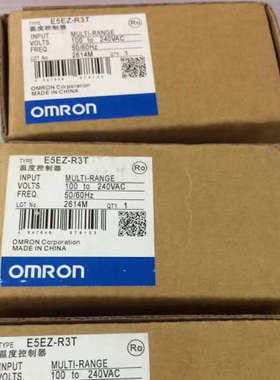 TYPE E5EZ-R3T
温度控制器
INPUT MULTI-RANGE
VOLTS 100 to 240VAC
FREQ. 50/60Hz
LOT No. 2614M QTY. 1
OMRON Corporation
MADE IN CHINA
OMRON
TYPE E5EZ-R3T
温度控制器
INPUT MULTI-RANGE
VOLTS 100 to 240VAC
FREQ. 50/60Hz
LOT No. 2614M QTY. 1
OMRON Corporation
MADE IN CHINA
OMRON
TYPE E5EZ-R3T
温度控制器
INPUT MULTI-RANGE
VOLTS 100 to 240VAC